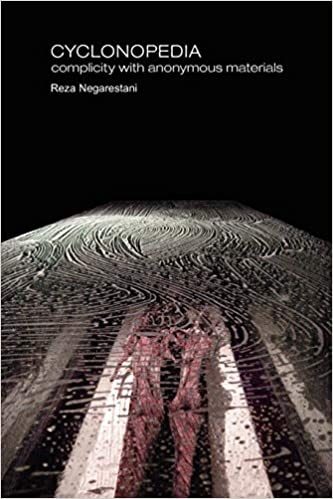 CYCLONOPEDIA
complicity with anonymous materials
Reza Negarestani